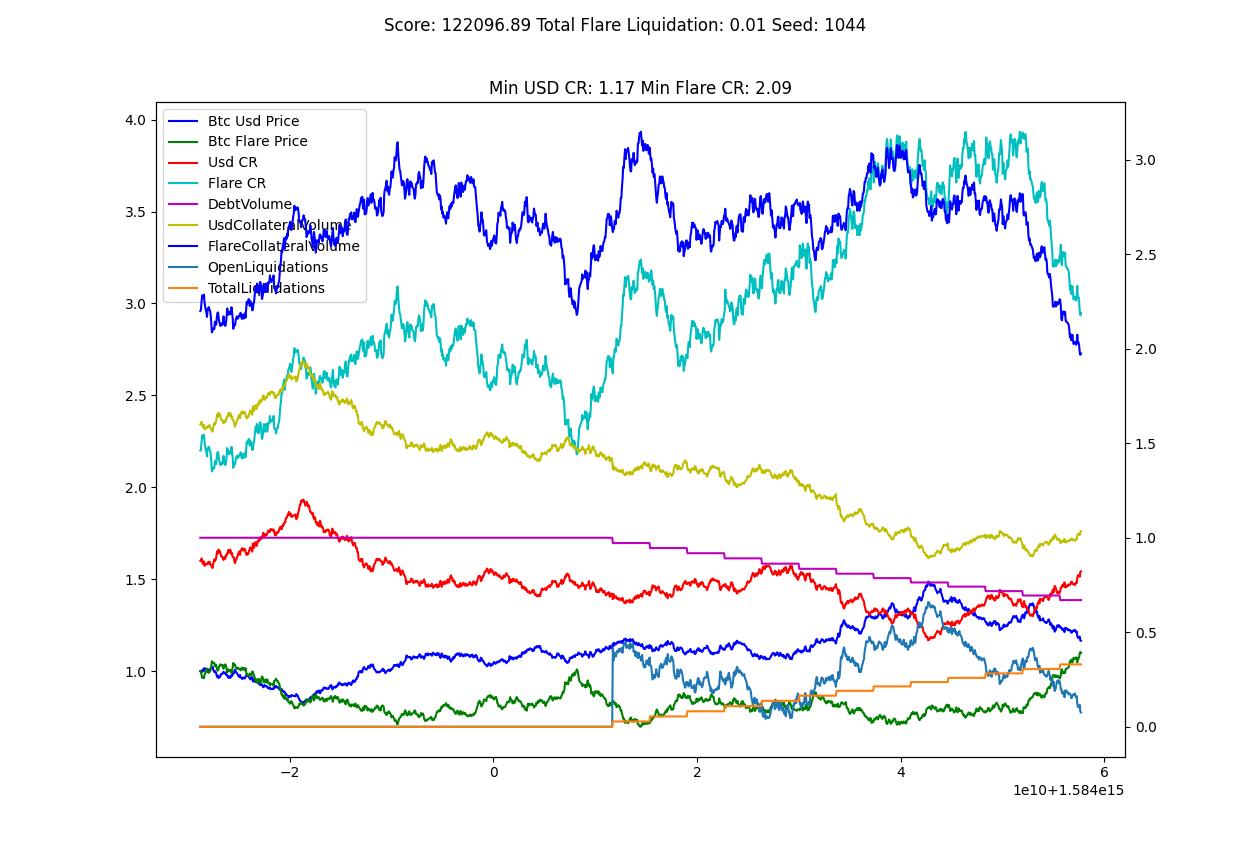 Score: 122096.89 Total Flare Liquidation: 0.01 Seed: 1044
Min USD CR: 1.17 Min Flare CR: 2.09
Btc Usd Price
Btc Flare Price
Usd CR
Flare CR
DebtVolume
UsdCollateralVolume
FlareCollateralVolume
OpenLiquidations
TotalLiquidations
4.0
3.5
3.0
2.5
2.0
1.5
1.0
3.0
2.5
2.0
1.5
1.0
0.5
0.0
−2
0
2
4
6
1e10+1.584e15